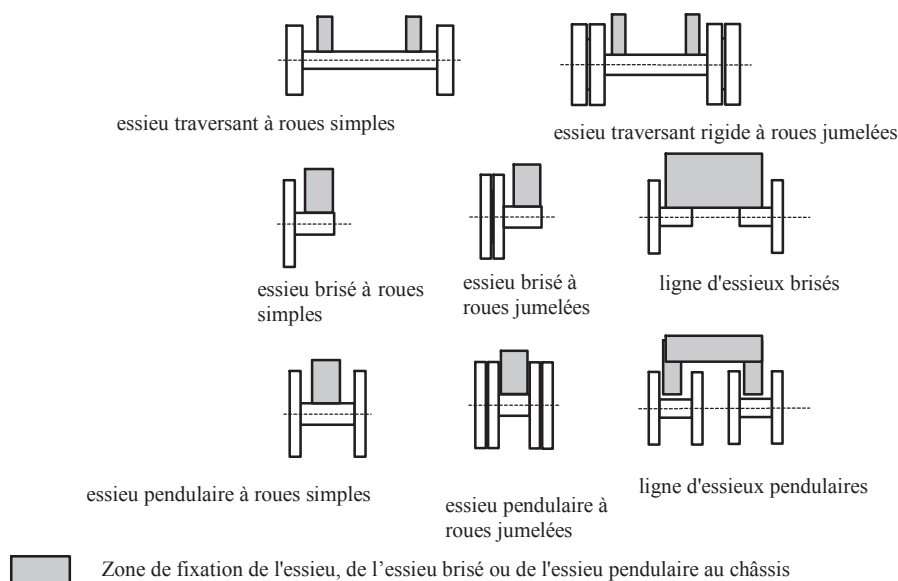 essieu traversant à roues simples
essieu traversant rigide à roues jumelées
essieu brisé à roues
simples
essieu brisé à
roues jumelées
ligne d'essieux brisés
essieu pendulaire à roues simples
essieu pendulaire à
roues jumelées
ligne d'essieux pendulaires
Zone de fixation de l'essieu, de l’essieu brisé ou de l'essieu pendulaire au châssis